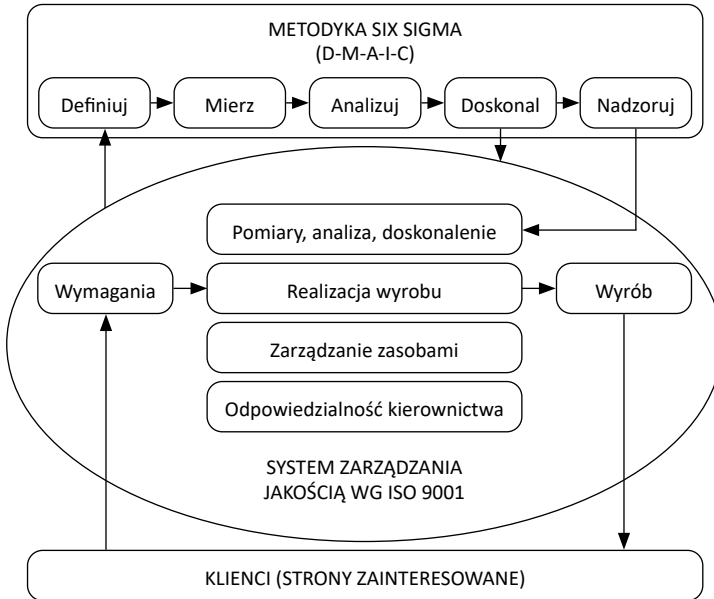 METODYKA SIX SIGMA
(D-M-A-I-C)
Definiuj
Mierz
Analizuj
Doskonal
Nadzoruj
Pomiary, analiza, doskonalenie
Wymagania
Realizacja wyrobu
Wyrób
Zarządzanie zasobami
Odpowiedzialność kierownictwa
SYSTEM ZARZĄDZANIA
JAKOŚCIĄ WG ISO 9001
KLIENCI (STRONY ZAINTERESOWANE)